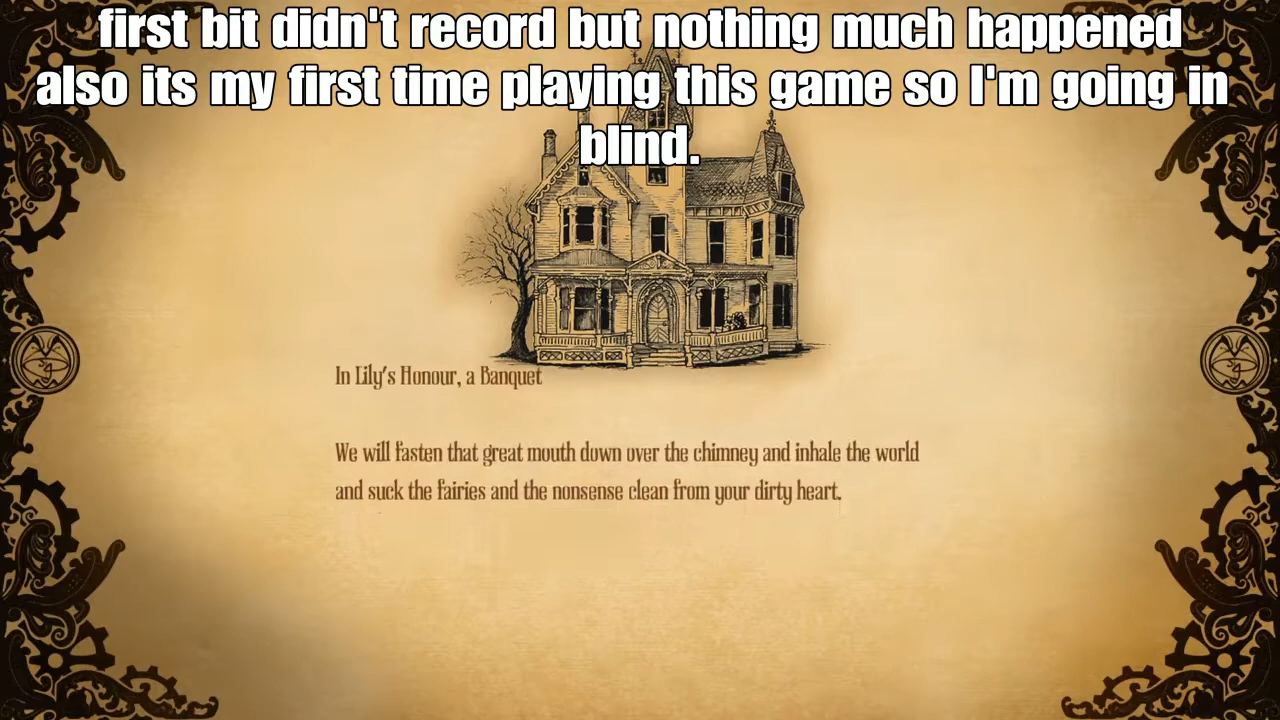 first bit didn't record but nothing much happened
also its my first time playing this game so I'm going in
blind.
In Lily's Honour, a Banquet
We will fasten that great mouth down over the chimney and inhale the world
and suck the fairies and the nonsense clean from your dirty heart.